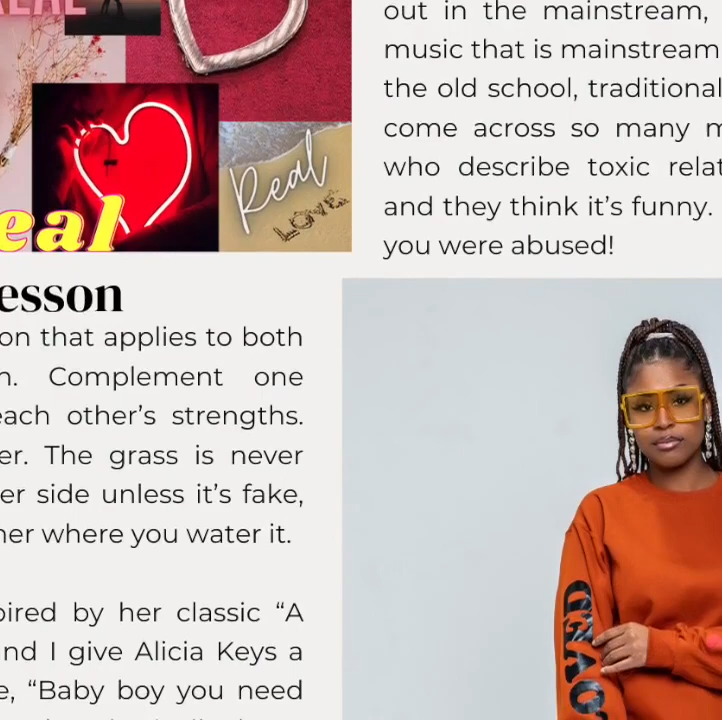 out in the mainstream,
music that is mainstream
the old school, traditional
come across so many
who describe toxic
and they think it's funny.
you were abused!
Real
LOVE
eal
esson
on that applies to both
Complement one
each other's strengths.
er. The grass is never
er side unless it's fake,
her where you water it.
pired by her classic “A
and I give Alicia Keys a
e, “Baby boy you need